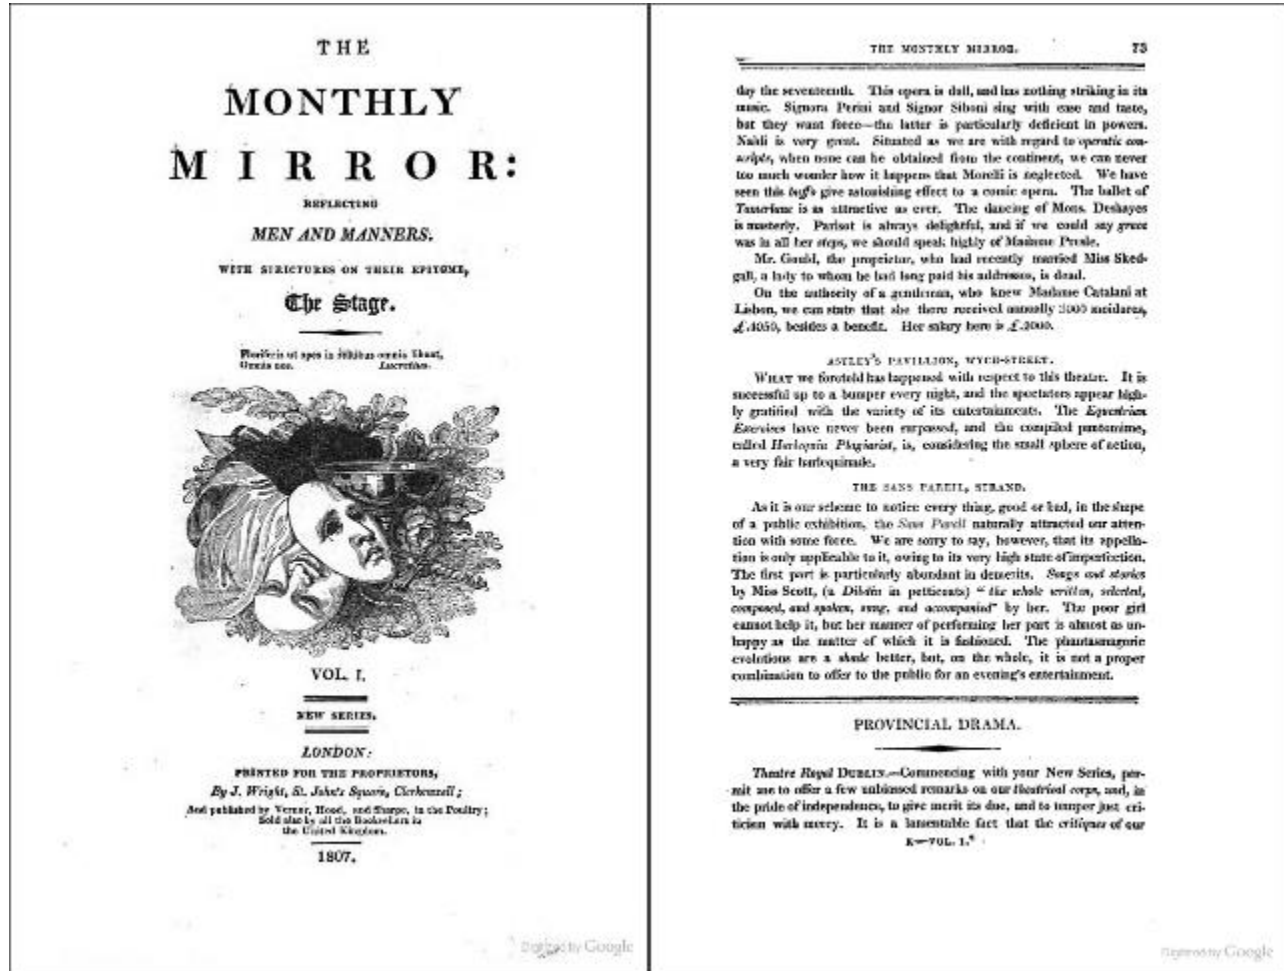 THE
MONTHLY
MIRROR:
REFLECTING
MEN AND MANNERS.
WITH STRICTURES ON THEIR EPITOME,
The Stage.
Floriferis ut apes in saltibus omnia libant,
Omnia nos. Lucretius.
VOL. I.
NEW SERIES.
LONDON:
PRINTED FOR THE PROPRIETORS,
By J. Wright, St. John's Square, Clerkenwell;
And published by Vernor, Hood, and Sharpe, in the Poultry;
Sold also by all the Booksellers in
the United Kingdom.
1807.
Digitized by Google
THE MONTHLY MIRROR. 73
day the seventeenth. This opera is dull, and has nothing striking in its
music. Signora Perini and Signor Siboni sing with ease and taste,
but they want force—the latter is particularly deficient in powers.
Naldi is very great. Situated as we are with regard to operatic con-
scripts, when none can be obtained from the continent, we can never
too much wonder how it happens that Morelli is neglected. We have
seen this buffo give astonishing effect to a comic opera. The ballet of
Tamerlane is as attractive as ever. The dancing of Mons. Deshayes
is masterly. Parisot is always delightful, and if we could say grace
was in all her steps, we should speak highly of Madame Presle.
Mr. Gould, the proprietor, who had recently married Miss Sked-
gall, a lady to whom he had long paid his addresses, is dead.
On the authority of a gentleman, who knew Madame Catalani at
Lisbon, we can state that she there received annually 3000 moidores,
£.4050, besides a benefit. Her salary here is £.2000.
ASTLEY'S PAVILLION, WYCH-STREET.
WHAT we foretold has happened with respect to this theatre. It is
successful up to a bumper every night, and the spectators appear high-
ly gratified with the variety of its entertainments. The Equestrian
Exercises have never been surpassed, and the compiled pantomime,
called Harlequin Plagiarist, is, considering the small sphere of action,
a very fair harlequinade.
THE SANS PAREIL, STRAND.
As it is our scheme to notice every thing, good or bad, in the shape
of a public exhibition, the Sans Pareil naturally attracted our atten-
tion with some force. We are sorry to say, however, that its appella-
tion is only applicable to it, owing to its very high state of imperfection.
The first part is particularly abundant in demerits. Songs and stories
by Miss Scott, (a Dibdin in petticoats) "the whole written, selected,
composed, and spoken, sung, and accompanied" by her. The poor girl
cannot help it, but her manner of performing her part is almost as un-
happy as the matter of which it is fashioned. The phantasmagoric
evolutions are a shade better, but, on the whole, it is not a proper
combination to offer to the public for an evening's entertainment.
PROVINCIAL DRAMA.
Theatre Royal DUBLIN.—Commencing with your New Series, per-
mit me to offer a few unbiassed remarks on our theatrical corps, and, in
the pride of independence, to give merit its due, and to temper just cri-
ticism with mercy. It is a lamentable fact that the critiques of our
K—VOL. I.*
Digitized by Google